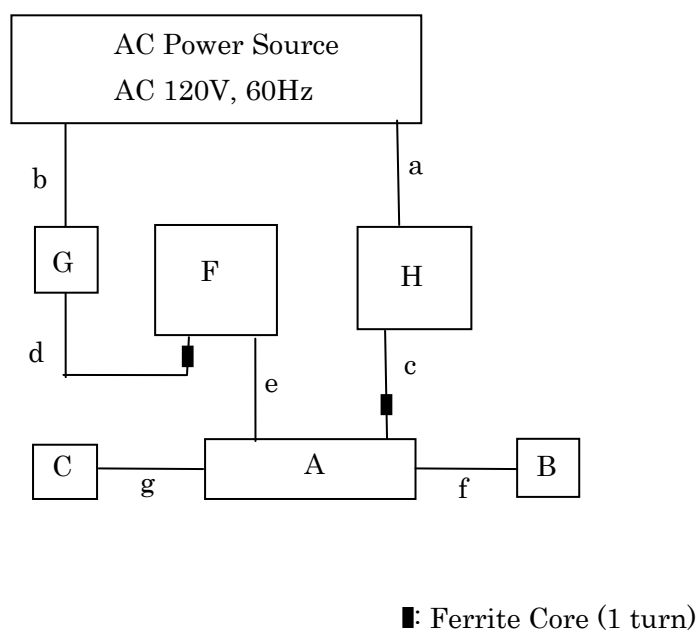 AC Power Source
AC 120V, 60Hz
b
a
G
F
H
d
e
c
C
g
A
f
B
: Ferrite Core (1 turn)